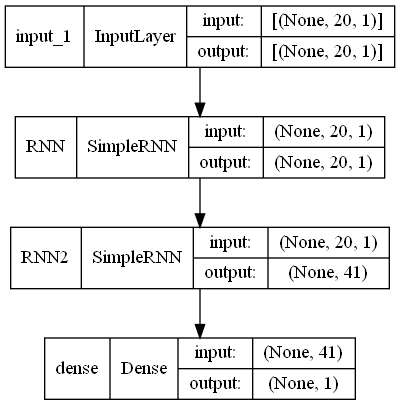 input_1 InputLayer input: [(None, 20, 1)]
output: [(None, 20, 1)]
RNN SimpleRNN input: (None, 20, 1)
output: (None, 20, 1)
RNN2 SimpleRNN input: (None, 20, 1)
output: (None, 41)
dense Dense input: (None, 41)
output: (None, 1)